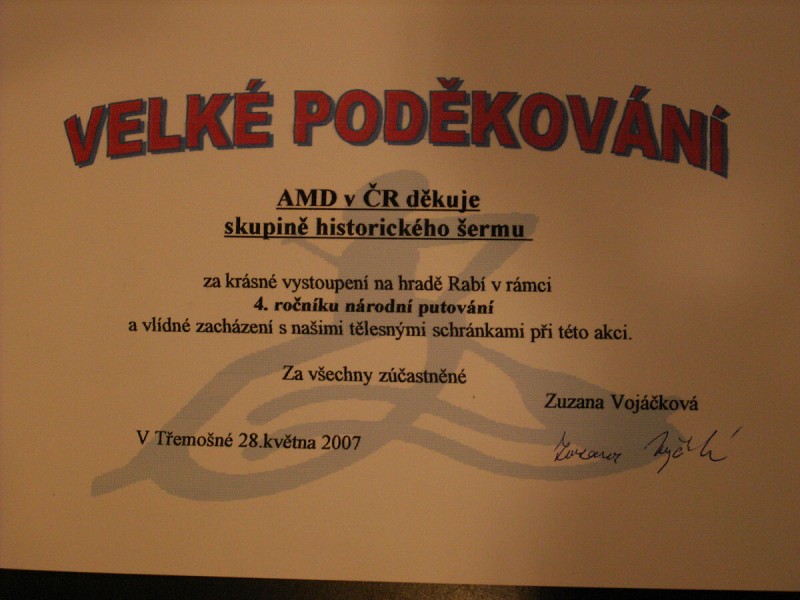 VELKÉ PODĚKOVÁNÍ
AMD v ČR děkuje
skupině historického šermu
za krásné vystoupení na hradě Rabí v rámci
4. ročníku národní putování
a vlídné zacházení s našimi tělesnými schránkami při této akci.
Za všechny zúčastněné
Zuzana Vojáčková
V Třemošné 28.května 2007